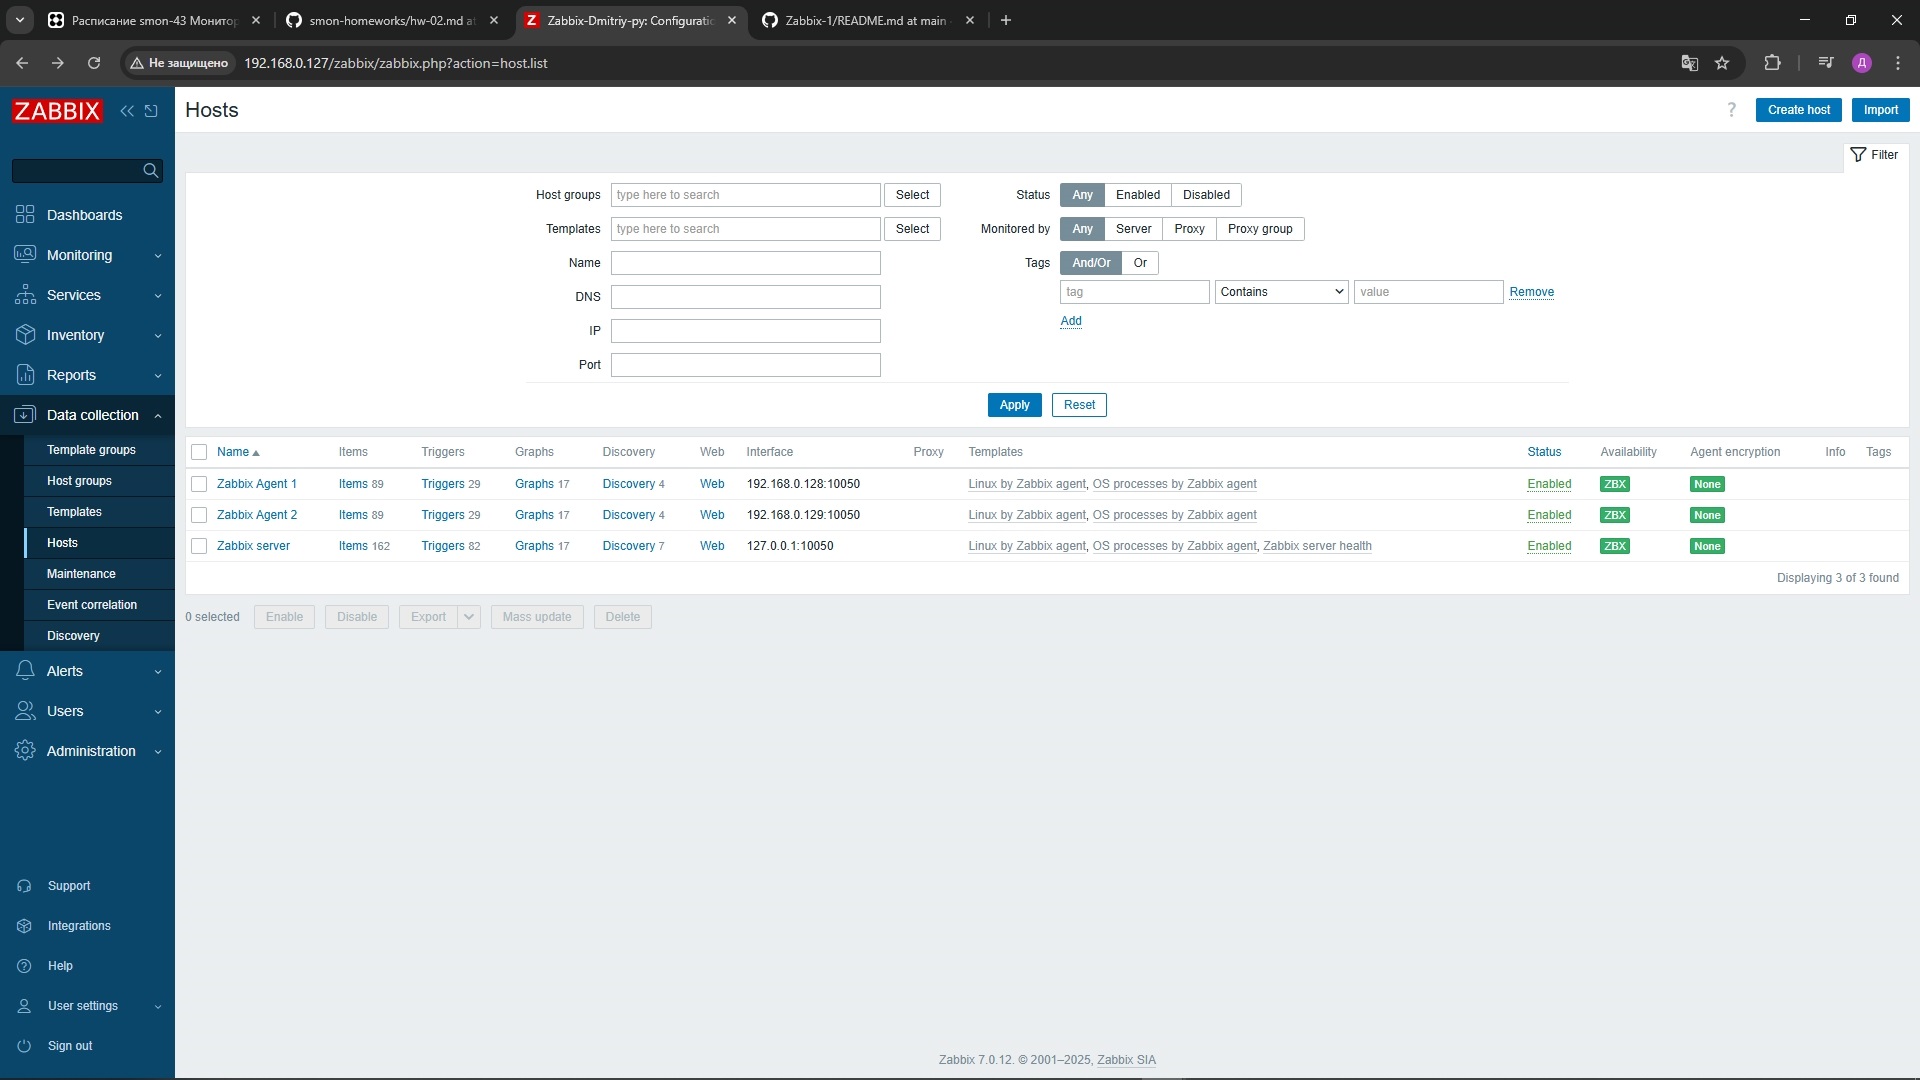 Расписание smon-43 Монитор
smon-homeworks/hw-02.md at
Zabbix-Dmitriy-py: Configuratic
Zabbix-1/README.md at main
Не защищено
192.168.0.127/zabbix/zabbix.php?action=host.list
Д
ZABBIX
Hosts
?
Create host
Import
Filter
Dashboards
Monitoring
Services
Inventory
Reports
Data collection
Template groups
Host groups
Templates
Hosts
Maintenance
Event correlation
Discovery
Alerts
Users
Administration
Support
Integrations
Help
User settings
Sign out
Host groups type here to search Select
Templates type here to search Select
Name
DNS
IP
Port
Status Any Enabled Disabled
Monitored by Any Server Proxy Proxy group
Tags And/Or Or
tag Contains value Remove
Add
Apply Reset
Name Items Triggers Graphs Discovery Web Interface Proxy Templates Status Availability Agent encryption Info Tags
Zabbix Agent 1 Items 89 Triggers 29 Graphs 17 Discovery 4 Web 192.168.0.128:10050 Linux by Zabbix agent, OS processes by Zabbix agent Enabled ZBX None
Zabbix Agent 2 Items 89 Triggers 29 Graphs 17 Discovery 4 Web 192.168.0.129:10050 Linux by Zabbix agent, OS processes by Zabbix agent Enabled ZBX None
Zabbix server Items 162 Triggers 82 Graphs 17 Discovery 7 Web 127.0.0.1:10050 Linux by Zabbix agent, OS processes by Zabbix agent, Zabbix server health Enabled ZBX None
Displaying 3 of 3 found
0 selected Enable Disable Export Mass update Delete
Zabbix 7.0.12. © 2001–2025, Zabbix SIA